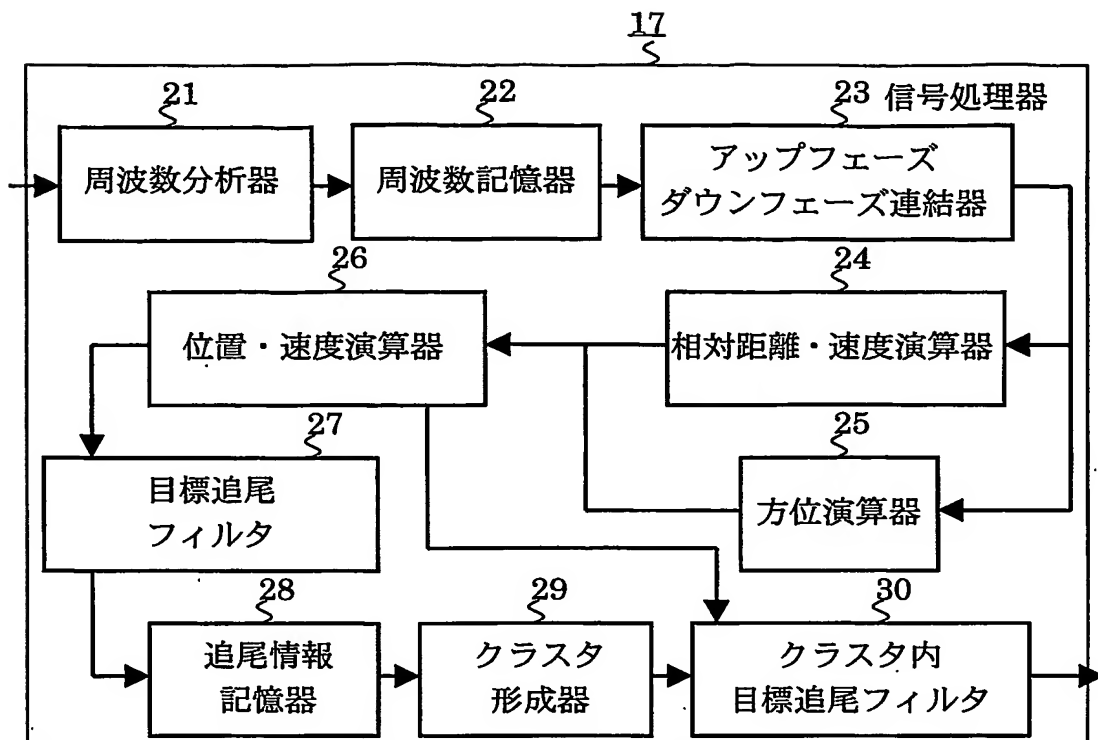 17
信号処理器
21
周波数分析器
22
周波数記憶器
23
アップフェーズ
ダウンフェーズ連結器
26
位置・速度演算器
24
相対距離・速度演算器
27
目標追尾
フィルタ
25
方位演算器
28
追尾情報
記憶器
29
クラスタ
形成器
30
クラスタ内
目標追尾フィルタ